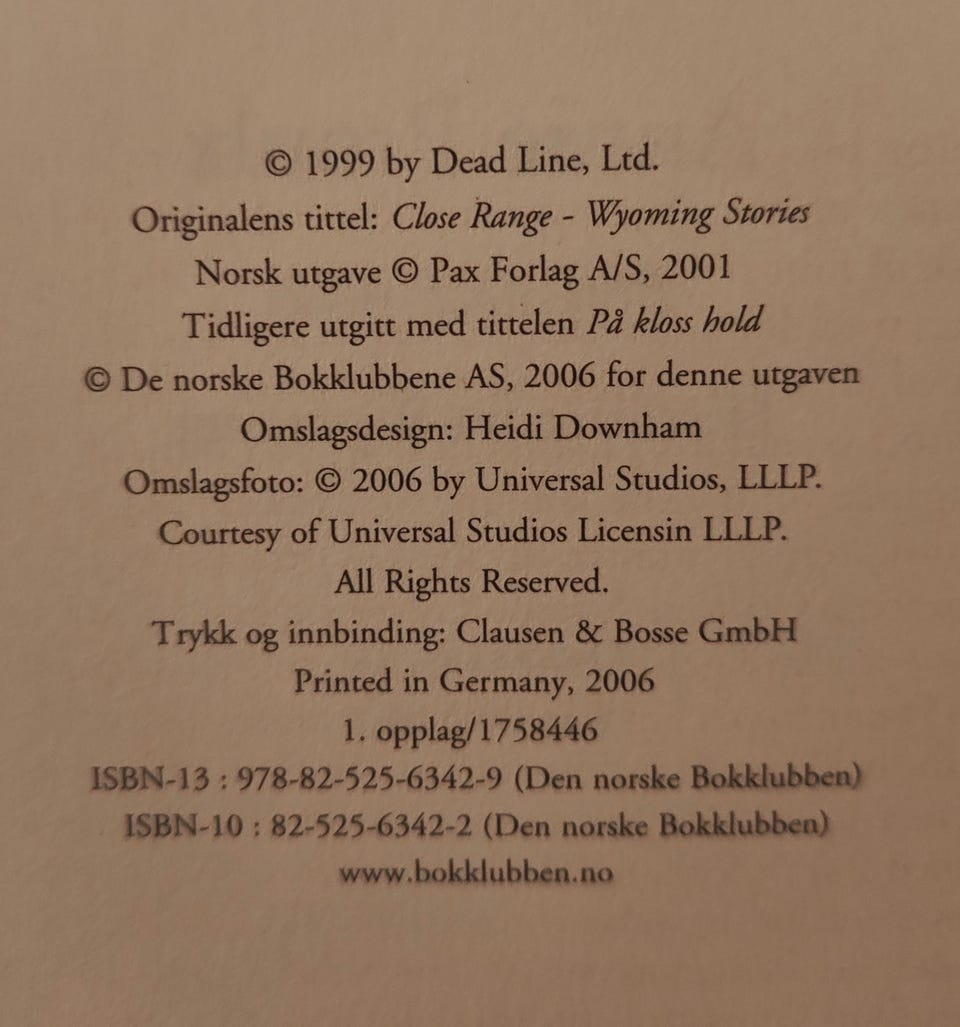 © 1999 by Dead Line, Ltd.
Originalens tittel: Close Range - Wyoming Stories
Norsk utgave © Pax Forlag A/S, 2001
Tidligere utgitt med tittelen På kloss hold
© De norske Bokklubbene AS, 2006 for denne utgaven
Omslagsdesign: Heidi Downham
Omslagsfoto: © 2006 by Universal Studios, LLLP.
Courtesy of Universal Studios Licensin LLLP.
All Rights Reserved.
Trykk og innbinding: Clausen & Bosse GmbH
Printed in Germany, 2006
1. opplag/1758446
ISBN-13 : 978-82-525-6342-9 (Den norske Bokklubben)
ISBN-10 : 82-525-6342-2 (Den norske Bokklubben)
www.bokklubben.no